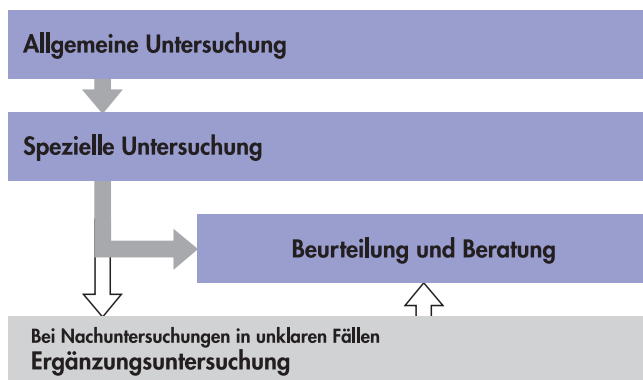 Allgemeine Untersuchung
Spezielle Untersuchung
Beurteilung und Beratung
Bei Nachuntersuchungen in unklaren Fällen
Ergänzungsuntersuchung